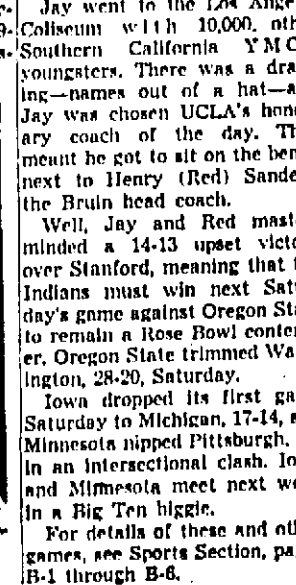 Jay went to the Los Ange
Coliseum with 10,000, oth
Southern California YMC
youngsters. There was a dra
ing—names out of a hat—a
Jay was chosen UCLA's hon
ary coach of the day. Th
meant he got to sit on the ben
next to Henry (Red) Sande
the Bruin head coach.
Well, Jay and Red mast
minded a 14-13 upset victo
over Stanford, meaning that t
Indians must win next Satu
day's game against Oregon Sta
to remain a Rose Bowl conten
er. Oregon State trimmed Wa
ington, 28-20, Saturday.
Iowa dropped its first ga
Saturday to Michigan, 17-14, a
Minnesota nipped Pittsburgh,
in an intersectional clash. Io
and Minnesota meet next we
in a Big Ten biggie.
For details of these and oth
games, see Sports Section, pa
B-1 through B-6.